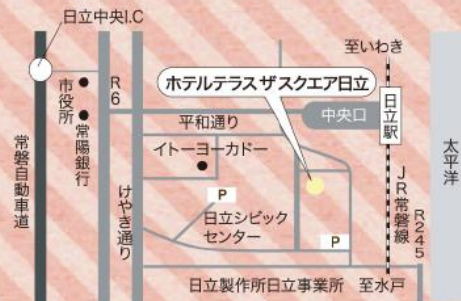 日立中央I.C
至いわき
市役所
R6
ホテルテラス ザ スクエア日立
中央口
日立駅
平和通り
常陽銀行
イトーヨーカドー
太平洋
常磐自動車道
けやき通り
P
JR常磐線
R245
日立シビック
センター
P
日立製作所日立事業所
至水戸